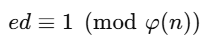 ed ≡ 1 (mod φ(n))